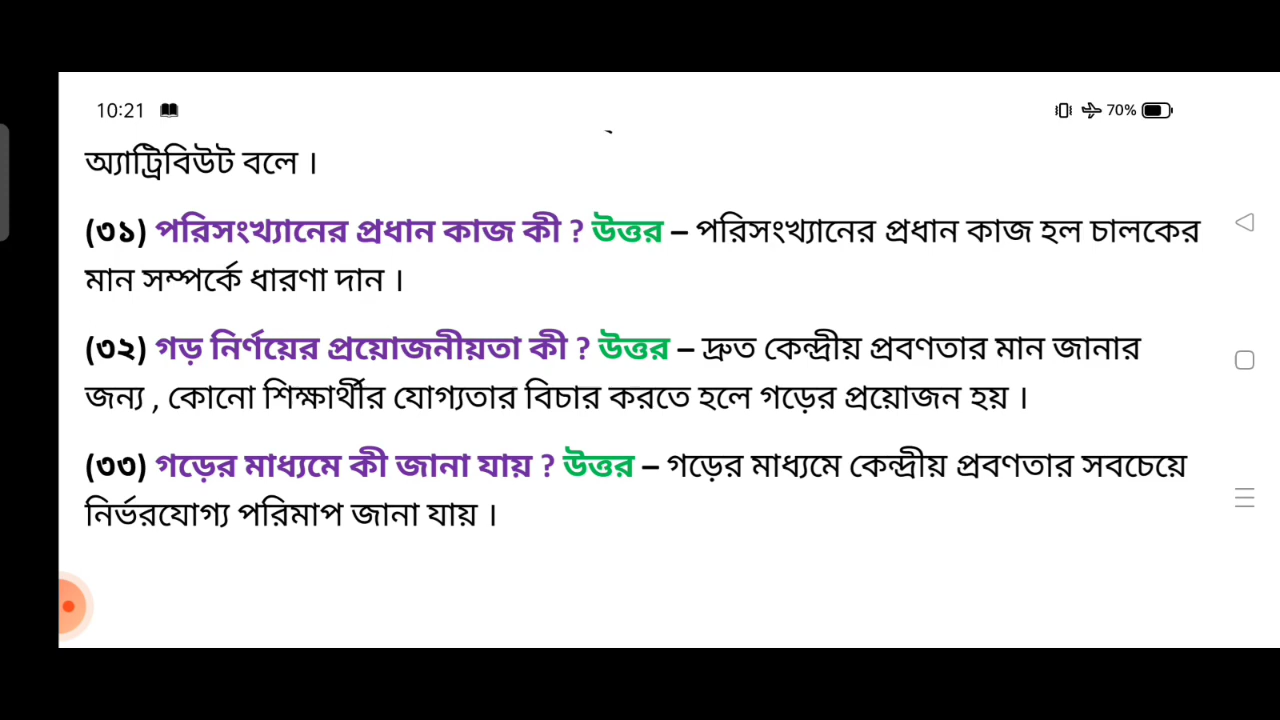 10:21
70%
অ্যাট্রিবিউট বলে ।
(৩১) পরিসংখ্যানের প্রধান কাজ কী ? উত্তর – পরিসংখ্যানের প্রধান কাজ হল চালকের
মান সম্পর্কে ধারণা দান ।
(৩২) গড় নির্ণয়ের প্রয়োজনীয়তা কী ? উত্তর – দ্রুত কেন্দ্রীয় প্রবণতার মান জানার
জন্য , কোনো শিক্ষার্থীর যোগ্যতার বিচার করতে হলে গড়ের প্রয়োজন হয় ।
(৩৩) গড়ের মাধ্যমে কী জানা যায় ? উত্তর – গড়ের মাধ্যমে কেন্দ্রীয় প্রবণতার সবচেয়ে
নির্ভরযোগ্য পরিমাপ জানা যায় ।